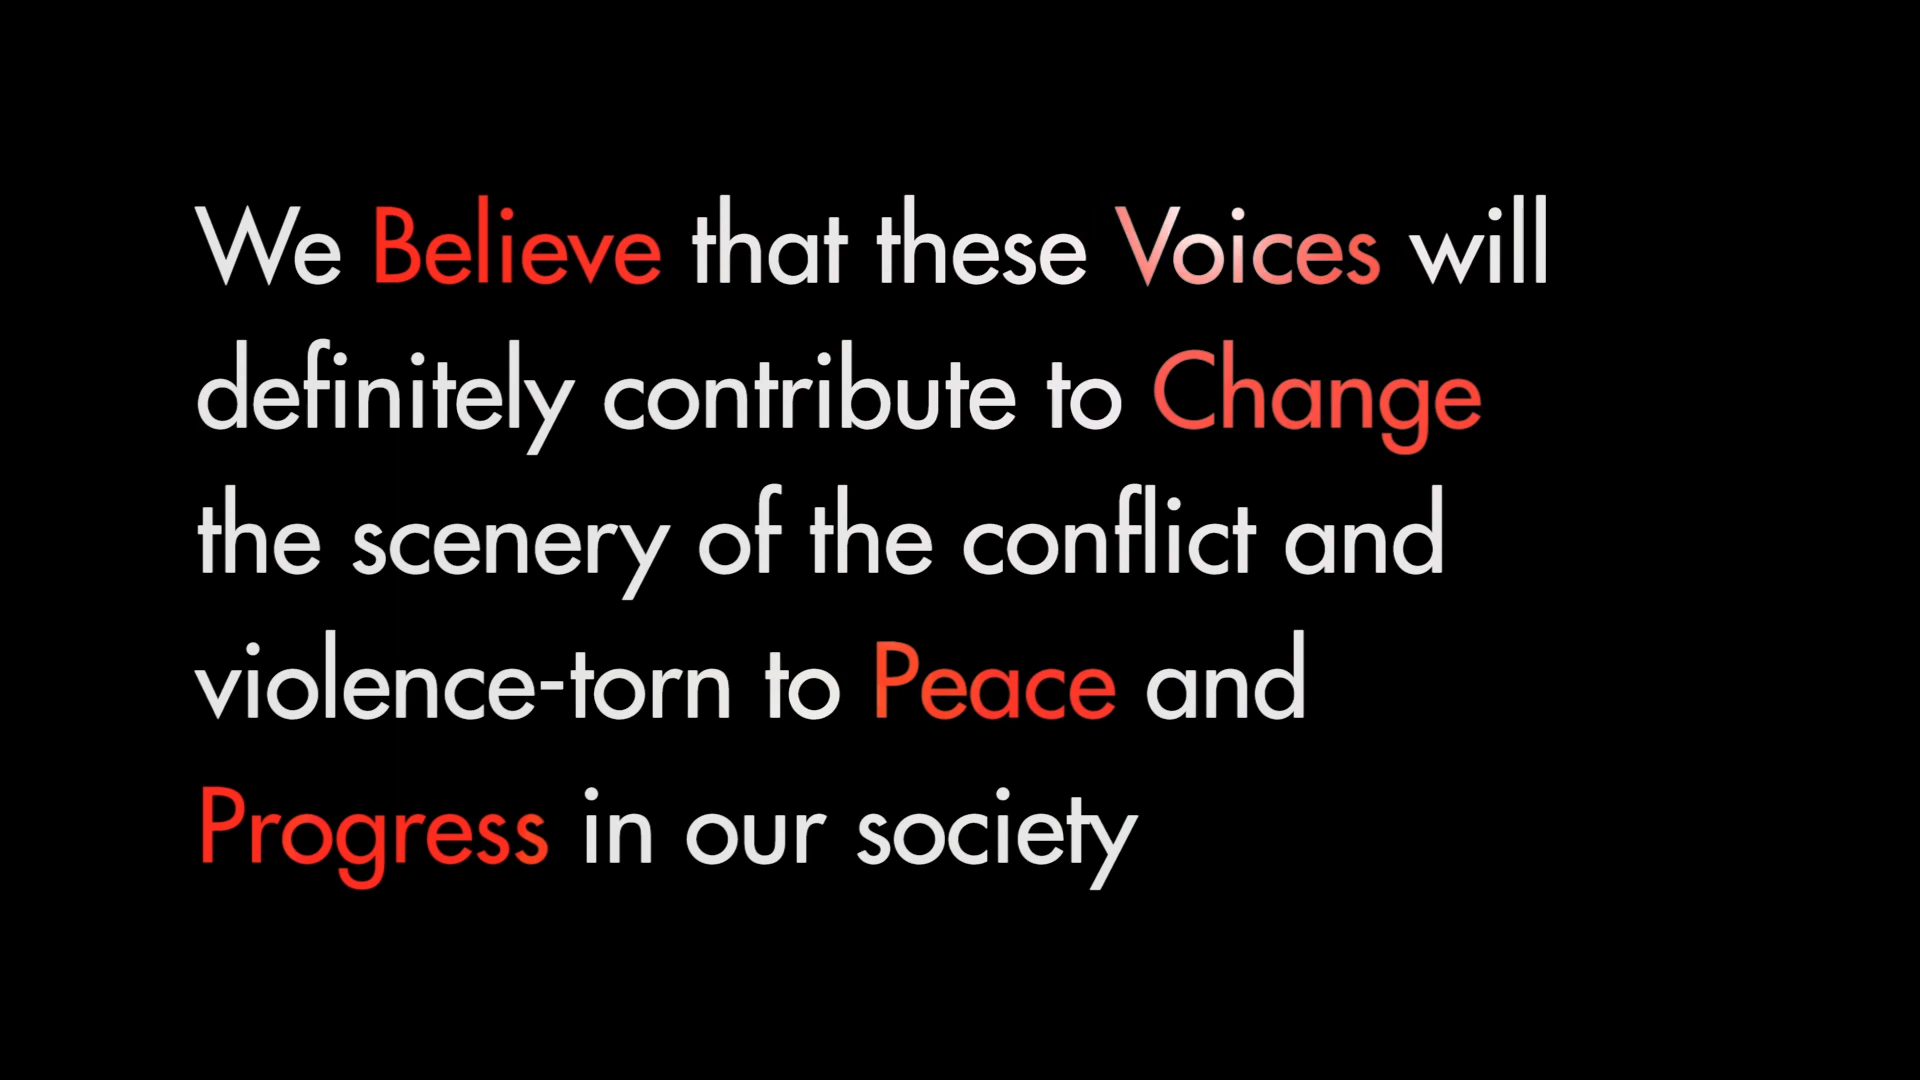 We Believe that these Voices will
definitely contribute to Change
the scenery of the conflict and
violence-torn to Peace and
Progress in our society